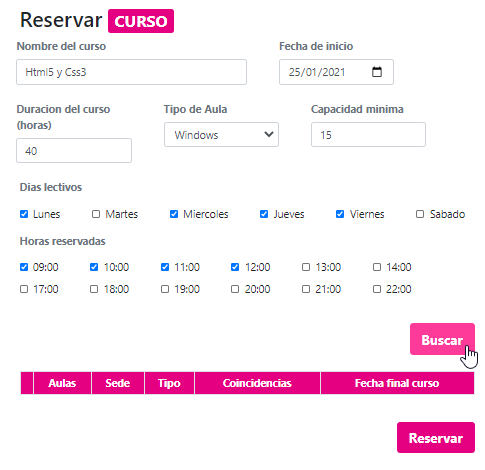 Reservar CURSO
Nombre del curso Fecha de inicio
Html5 y Css3 25/01/2021
Duracion del curso (horas) Tipo de Aula Capacidad minima
40 Windows 15
Dias lectivos
Lunes Martes Miercoles Jueves Viernes Sabado
Horas reservadas
09:00 10:00 11:00 12:00 13:00 14:00
17:00 18:00 19:00 20:00 21:00 22:00
Buscar
Aulas Sede Tipo Coincidencias Fecha final curso
Reservar